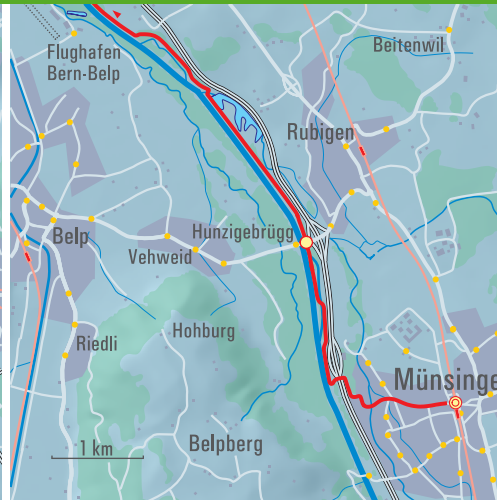 Flughafen
Bern-Belp
Beitenwil
Rubigen
Belp
Hunzigebrügg
Vehweid
Hohburg
Riedli
Münsinge
Belpberg
1 km